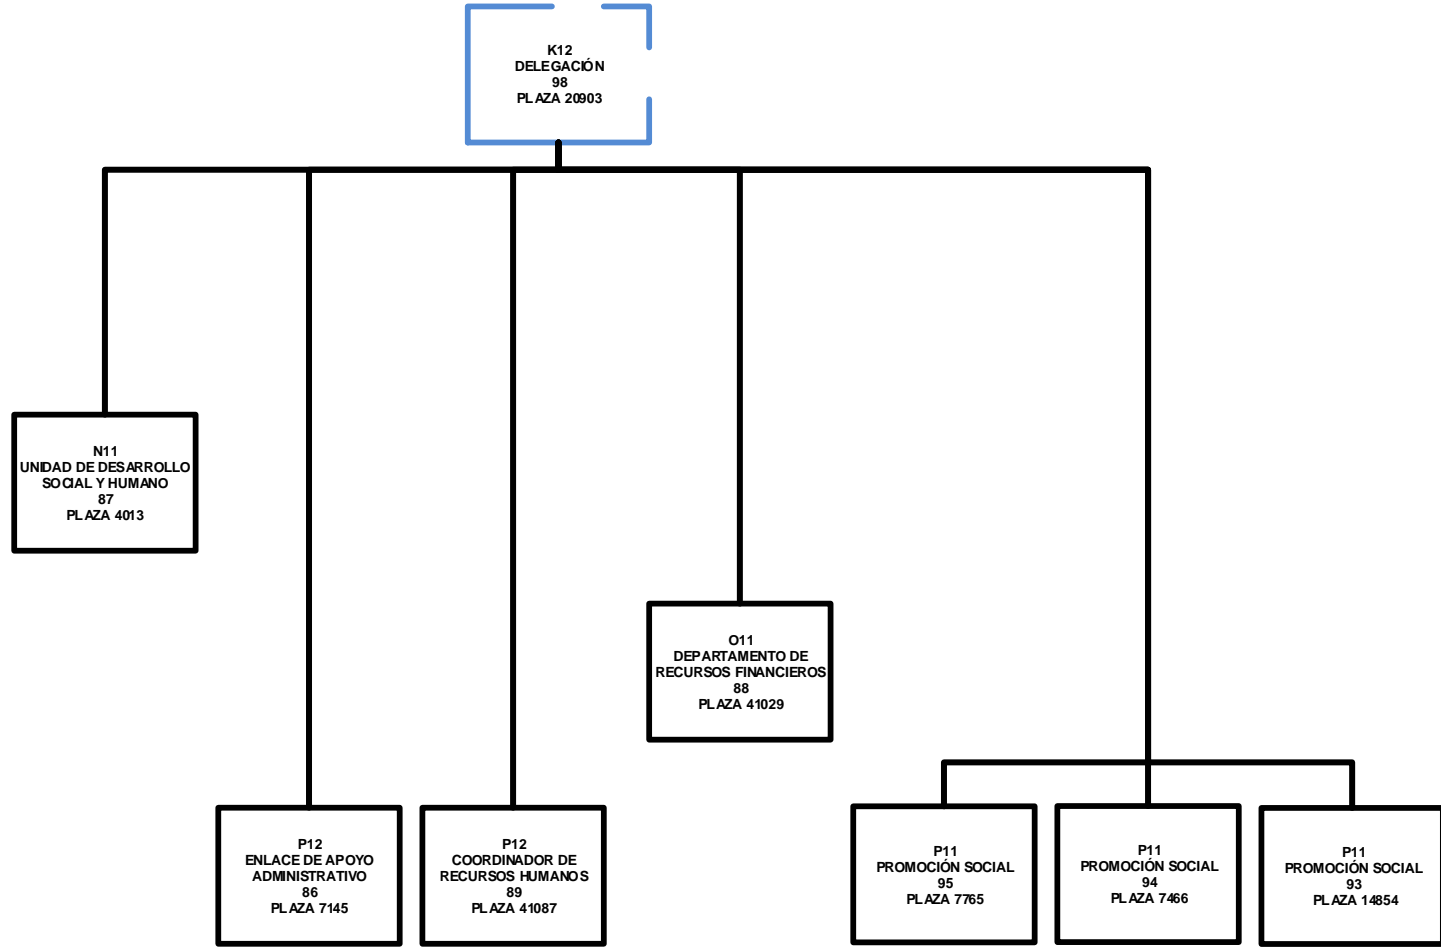 K12
DELEGACIÓN
98
PLAZA 20903
N11
UNIDAD DE DESARROLLO
SOCIAL Y HUMANO
87
PLAZA 4013
O11
DEPARTAMENTO DE
RECURSOS FINANCIEROS
88
PLAZA 41029
P12
ENLACE DE APOYO
ADMINISTRATIVO
86
PLAZA 7145
P12
COORDINADOR DE
RECURSOS HUMANOS
89
PLAZA 41087
P11
PROMOCIÓN SOCIAL
95
PLAZA 7765
P11
PROMOCIÓN SOCIAL
94
PLAZA 7466
P11
PROMOCIÓN SOCIAL
93
PLAZA 14854